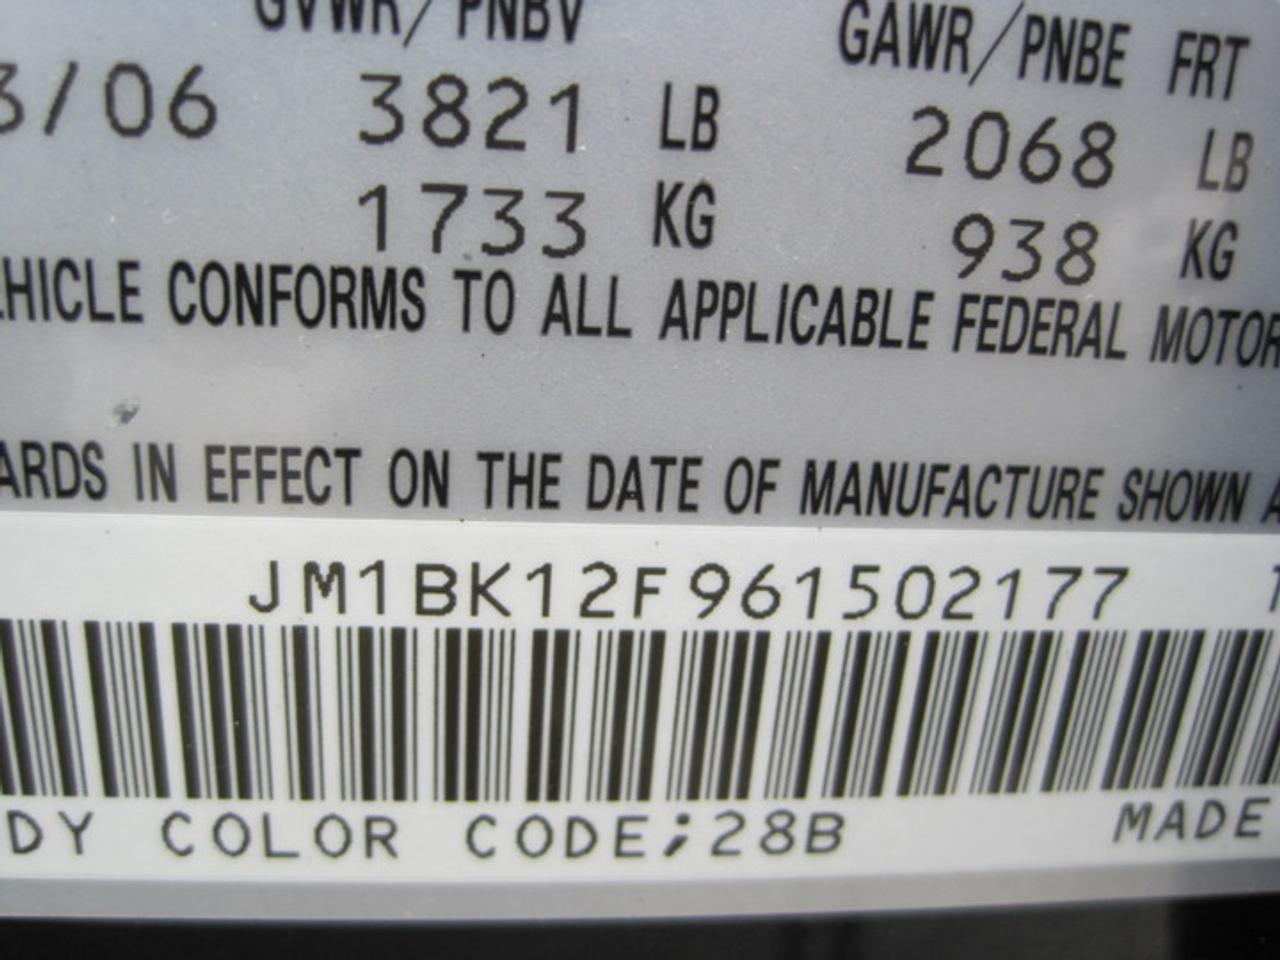 GVWR/PNBV GAWR/PNBE FRT
3/06 3821 LB 2068 LB
1733 KG 938 KG
EHICLE CONFORMS TO ALL APPLICABLE FEDERAL MOTOR
ARDS IN EFFECT ON THE DATE OF MANUFACTURE SHOWN A
JM1BK12F961502177 T
DY COLOR CODE;28B MADE